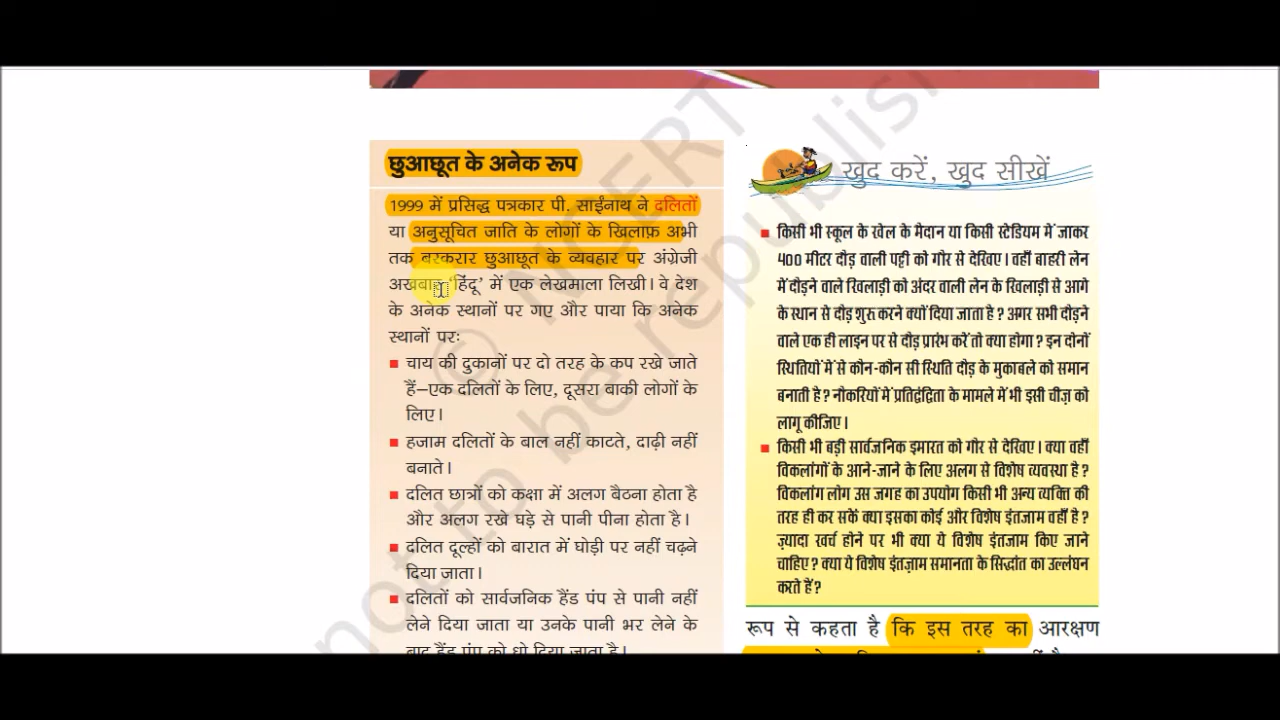 छुआछूत के अनेक रूप
1999 में प्रसिद्ध पत्रकार पी. साईंनाथ ने दलितों
या अनुसूचित जाति के लोगों के खिलाफ़ अभी
तक बरकरार छुआछूत के व्यवहार पर अंग्रेजी
अखबार 'हिंदू' में एक लेखमाला लिखी। वे देश
के अनेक स्थानों पर गए और पाया कि अनेक
स्थानों परः
■ चाय की दुकानों पर दो तरह के कप रखे जाते
हैं–एक दलितों के लिए, दूसरा बाकी लोगों के
लिए।
■ हजाम दलितों के बाल नहीं काटते, दाढ़ी नहीं
बनाते।
■ दलित छात्रों को कक्षा में अलग बैठना होता है
और अलग रखे घड़े से पानी पीना होता है।
■ दलित दूल्हों को बारात में घोड़ी पर नहीं चढ़ने
दिया जाता।
■ दलितों को सार्वजनिक हैंड पंप से पानी नहीं
लेने दिया जाता या उनके पानी भर लेने के
बाद हैंड पंप को धो दिया जाता है।
खुद करें, खुद सीखें
■ किसी भी स्कूल के खेल के मैदान या किसी स्टेडियम में जाकर
400 मीटर दौड़ वाली पट्टी को गौर से देखिए। वहाँ बाहरी लेन
में दौड़ने वाले खिलाड़ी को अंदर वाली लेन के खिलाड़ी से आगे
के स्थान से दौड़ शुरू करने क्यों दिया जाता है? अगर सभी दौड़ने
वाले एक ही लाइन पर से दौड़ प्रारंभ करें तो क्या होगा? इन दोनों
स्थितियों में से कौन-कौन सी स्थिति दौड़ के मुकाबले को समान
बनाती है? नौकरियों में प्रतिद्वंद्विता के मामले में भी इसी चीज़ को
लागू कीजिए।
■ किसी भी बड़ी सार्वजनिक इमारत को गौर से देखिए। क्या वहाँ
विकलांगों के आने-जाने के लिए अलग से विशेष व्यवस्था है?
विकलांग लोग उस जगह का उपयोग किसी भी अन्य व्यक्ति की
तरह ही कर सकें क्या इसका कोई और विशेष इंतजाम वहाँ है?
ज़्यादा खर्च होने पर भी क्या ये विशेष इंतजाम किए जाने
चाहिए? क्या ये विशेष इंतज़ाम समानता के सिद्धांत का उल्लंघन
करते हैं?
रूप से कहता है कि इस तरह का आरक्षण
© NCERT
not to be republis